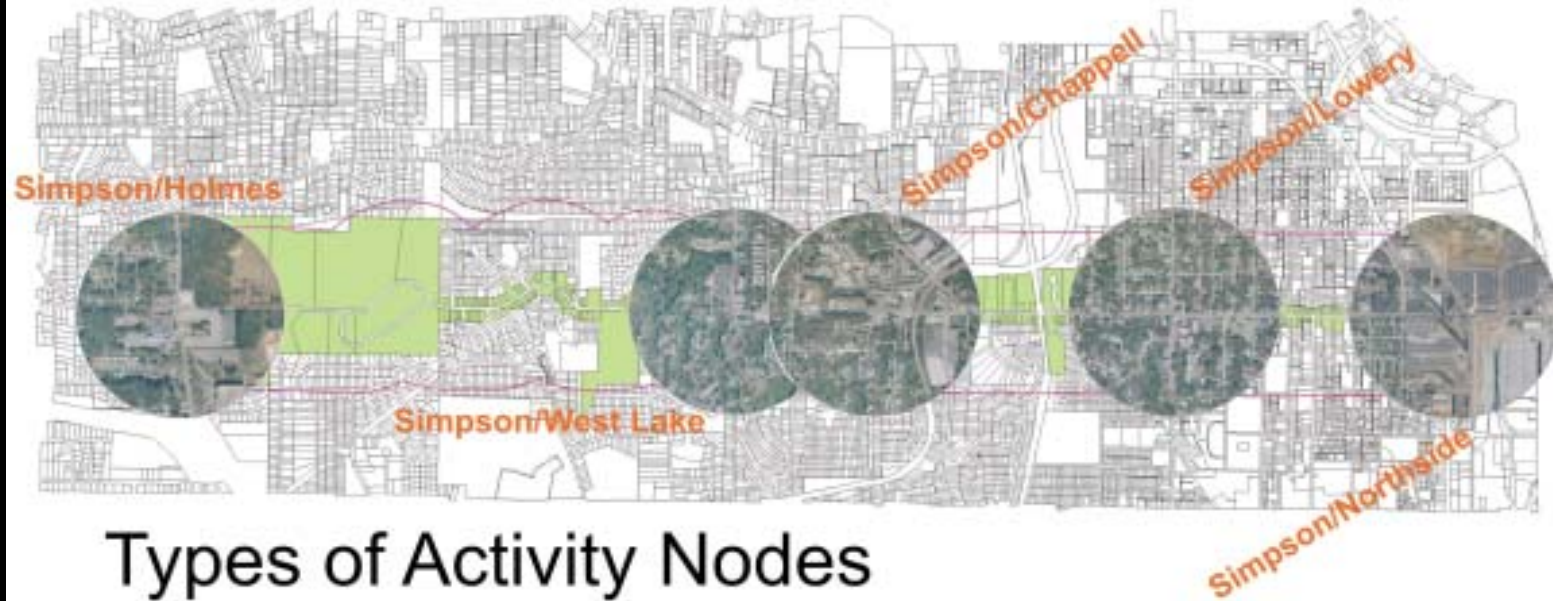 Simpson/Holmes
Simpson/West Lake
Simpson/Chappell
Simpson/Lowery
Simpson/Northside
Types of Activity Nodes